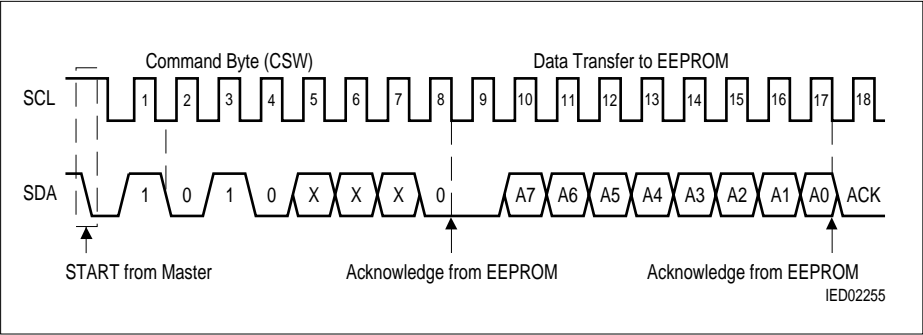 Command Byte (CSW) Data Transfer to EEPROM
SCL 1 2 3 4 5 6 7 8 9 10 11 12 13 14 15 16 17 18
SDA 1 0 1 0 X X X 0 A7 A6 A5 A4 A3 A2 A1 A0 ACK
START from Master Acknowledge from EEPROM Acknowledge from EEPROM
IED02255